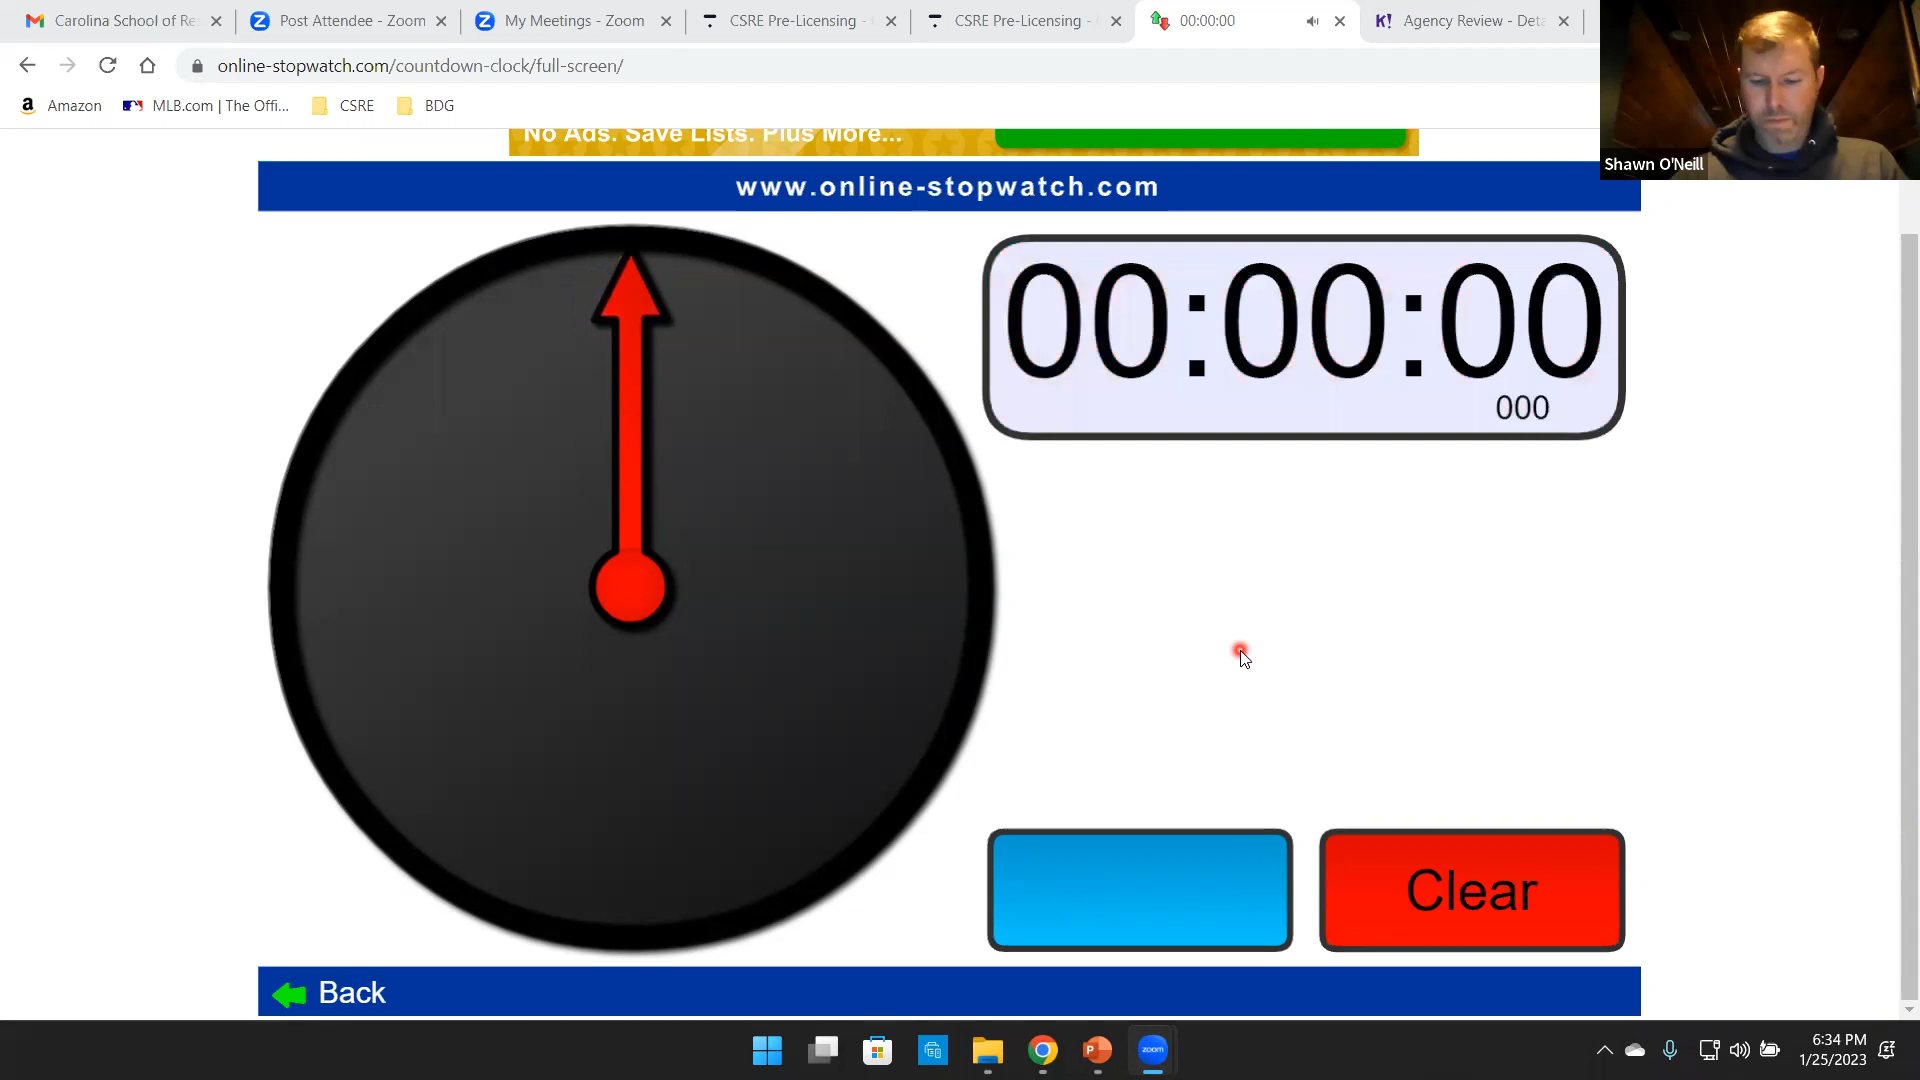 Carolina School of Re
Post Attendee - Zoom
My Meetings - Zoom
CSRE Pre-Licensing -
CSRE Pre-Licensing -
00:00:00
K! Agency Review - Deta
online-stopwatch.com/countdown-clock/full-screen/
a Amazon
MLB.com | The Offi...
CSRE
BDG
No Ads. Save Lists. Plus More...
Shawn O'Neill
www.online-stopwatch.com
00:00:00
000
Clear
Back
zoom
6:34 PM
1/25/2023